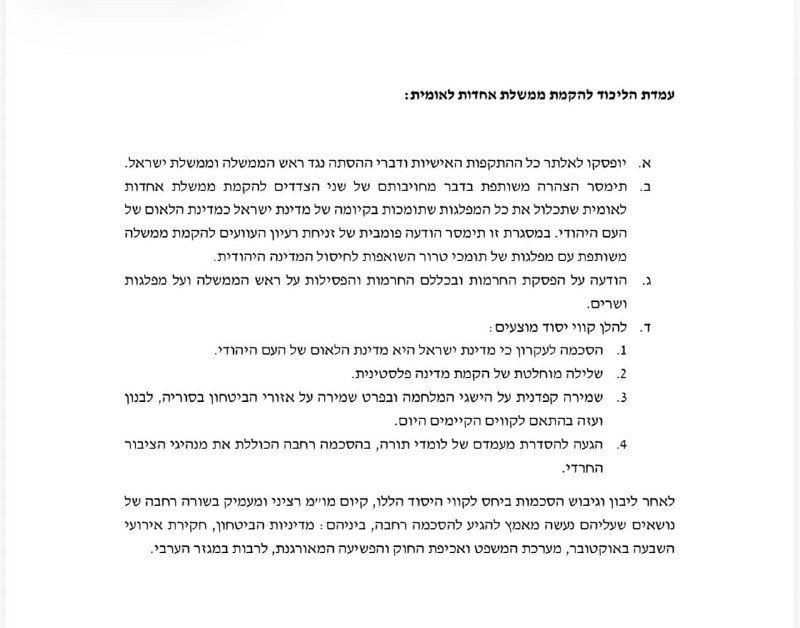 עמדת הליכוד להקמת ממשלת אחדות לאומית:
א. יופסקו לאלתר כל ההתקפות האישיות ודברי ההסתה נגד ראש הממשלה וממשלת ישראל.
ב. תימסר הצהרה משותפת בדבר מחויבותם של שני הצדדים להקמת ממשלת אחדות
לאומית שתכלול את כל המפלגות שתומכות בקיומה של מדינת ישראל כמדינת הלאום של
העם היהודי. במסגרת זו תימסר הודעה פומבית של זניחת רעיון העוועים להקמת ממשלה
משותפת עם מפלגות של תומכי טרור השואפות לחיסול המדינה היהודית.
ג. הודעה על הפסקת החרמות ובכללם החרמות והפסילות על ראש הממשלה ועל מפלגות
ושרים.
ד. להלן קווי יסוד מוצעים:
1. הסכמה לעקרון כי מדינת ישראל היא מדינת הלאום של העם היהודי.
2. שלילה מוחלטת של הקמת מדינה פלסטינית.
3. שמירה קפדנית על הישגי המלחמה ובפרט שמירה על אזורי הביטחון בסוריה, לבנון
ועזה בהתאם לקווים הקיימים היום.
4. הגעה להסדרת מעמדם של לומדי תורה, בהסכמה רחבה הכוללת את מנהיגי הציבור
החרדי.
לאחר ליבון וגיבוש הסכמות ביחס לקווי היסוד הללו, קיום מו״מ רציני ומעמיק בשורה רחבה של
נושאים שעליהם נעשה מאמץ להגיע להסכמה רחבה, ביניהם: מדיניות הביטחון, חקירת אירועי
השבעה באוקטובר, מערכת המשפט ואכיפת החוק והפשיעה המאורגנת, לרבות במגזר הערבי.